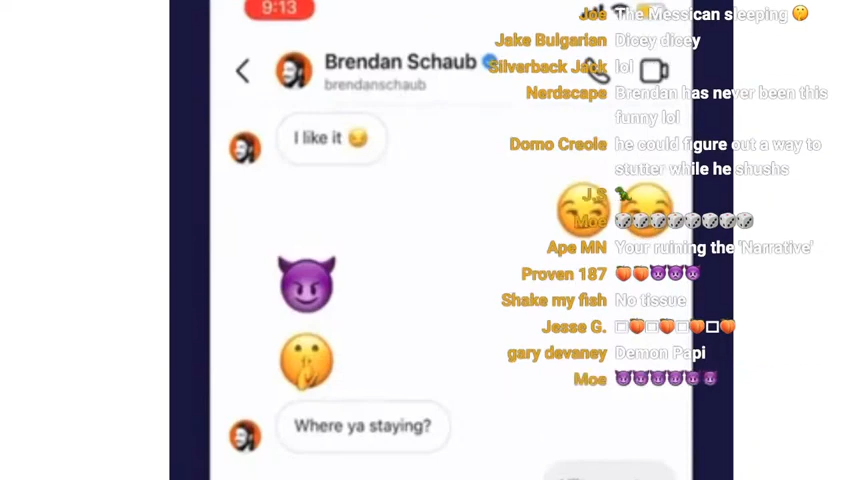 9:13
Brendan Schaub
brendanschaub
I like it 😏
😏😏
😈
🤫
Where ya staying?
Joe The Messican sleeping 🤫
Jake Bulgarian Dicey dicey
Silverback Jack lol
Nerdscape Brendan has never been this
funny lol
Domo Creole he could figure out a way to
stutter while he shushs
J.S 🦎
Moe 🎲🎲🎲🎲🎲🎲🎲🎲
Ape MN Your ruining the 'Narrative'
Proven 187 🍑🍑😈😈😈
Shake my fish No tissue
Jesse G. □🍑□🍑□🍑□🍑
gary devaney Demon Papi
Moe 😈😈😈😈😈😈